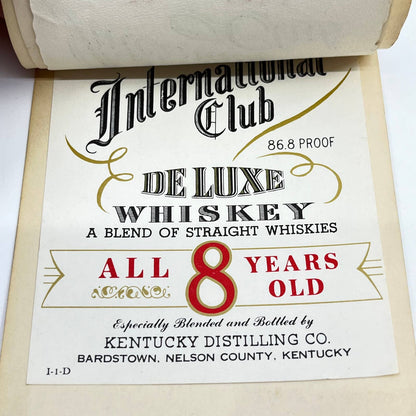 International
Club
86.8 PROOF
DE LUXE
WHISKEY
A BLEND OF STRAIGHT WHISKIES
ALL 8 YEARS
OLD
Especially Blended and Bottled by
KENTUCKY DISTILLING CO.
BARDSTOWN, NELSON COUNTY, KENTUCKY
I-1-D